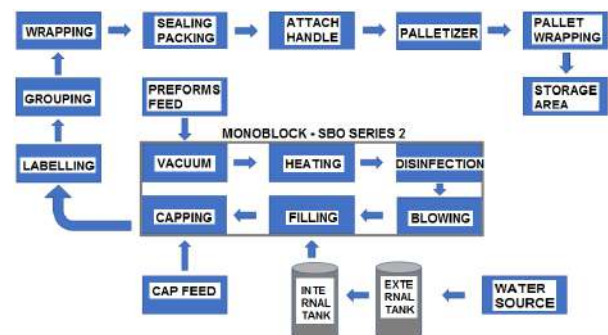 WRAPPING
SEALING
PACKING
ATTACH
HANDLE
PALLETIZER
PALLET
WRAPPING
GROUPING
PREFORMS
FEED
STORAGE
AREA
MONOBLOCK - SBO SERIES 2
LABELLING
VACUUM
HEATING
DISINFECTION
CAPPING
FILLING
BLOWING
CAP FEED
INTE
RNAL
TANK
EXTE
RNAL
TANK
WATER
SOURCE